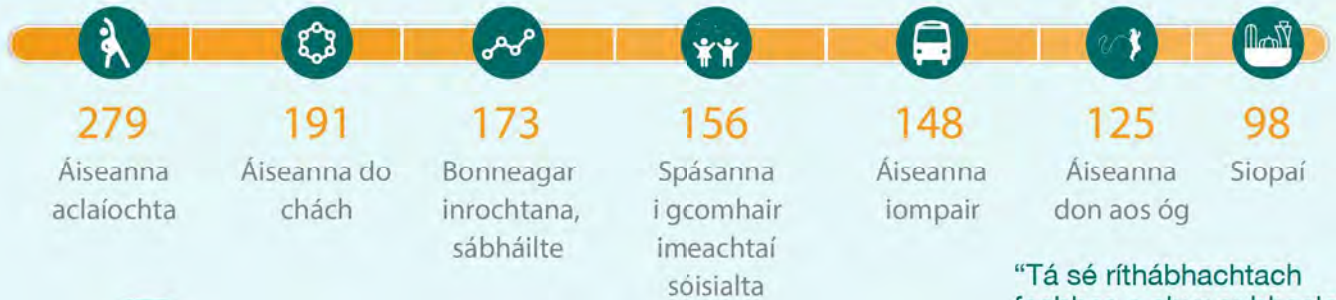 279
Áiseanna
aclaíochta
191
Áiseanna do
chách
173
Bonneagar
inrochtana,
sábháilte
156
Spásanna
i gcomhair
imeachtaí
sóisialta
148
Áiseanna
iompair
125
Áiseanna
don aos óg
98
Siopaí
“Tá sé ríthábhachtach